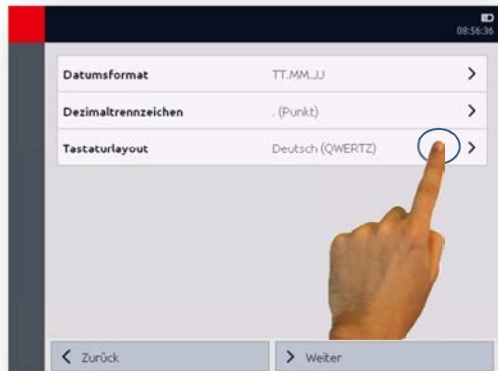 08:56:36
Datumsformat TT.MM.JJ
Dezimaltrennzeichen . (Punkt)
Tastaturlayout Deutsch (QWERTZ)
Zurück Weiter